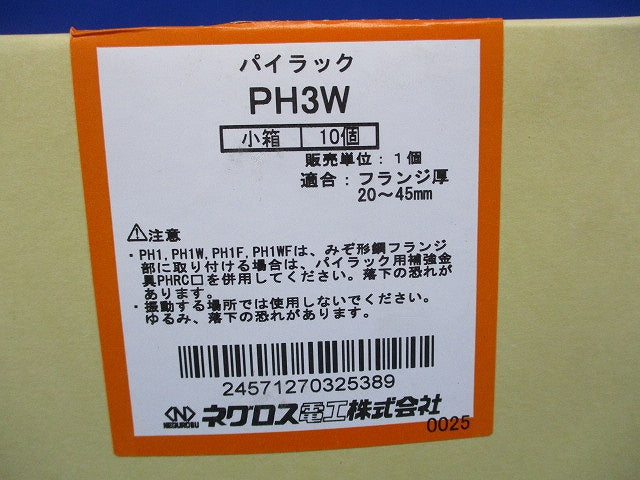 パイラック
PH3W
小箱 10個
販売単位：1個
適合：フランジ厚
20～45mm
⚠注意
・PH1,PH1W,PH1F,PH1WFは、みぞ形鋼フランジ
部に取り付ける場合は、パイラック用補強金
具PHRC□を併用してください。落下の恐れが
あります。
・振動する場所では使用しないでください。
ゆるみ、落下の恐れがあります。
24571270325389
N NEGUROSU ネグロス電工株式会社
0025